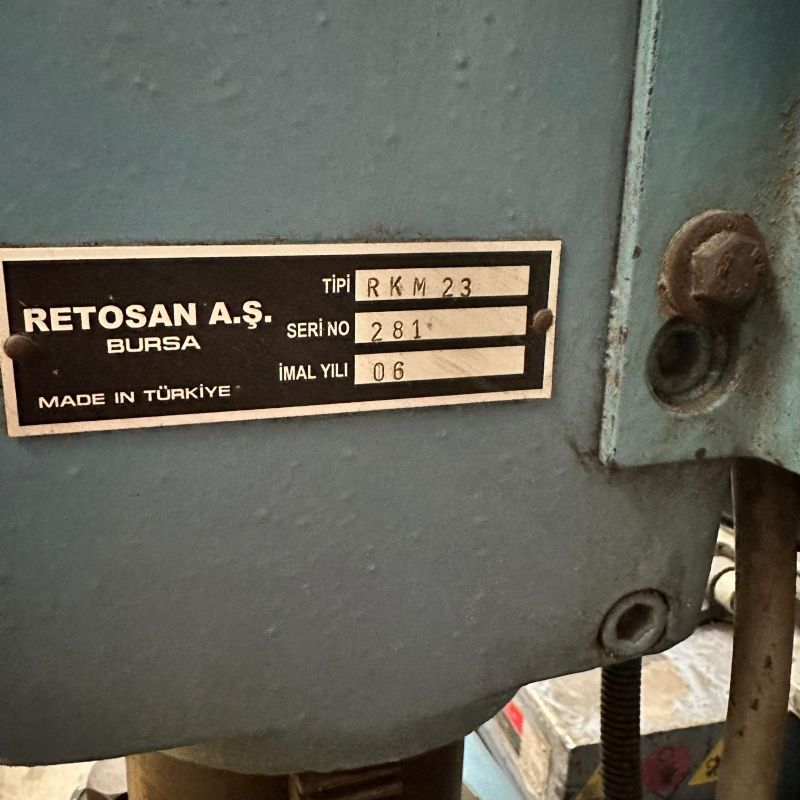 RETOSAN A.Ş.
BURSA
MADE IN TÜRKİYE
TİPİ RKM 23
SERİ NO 281
İMAL YILI 06